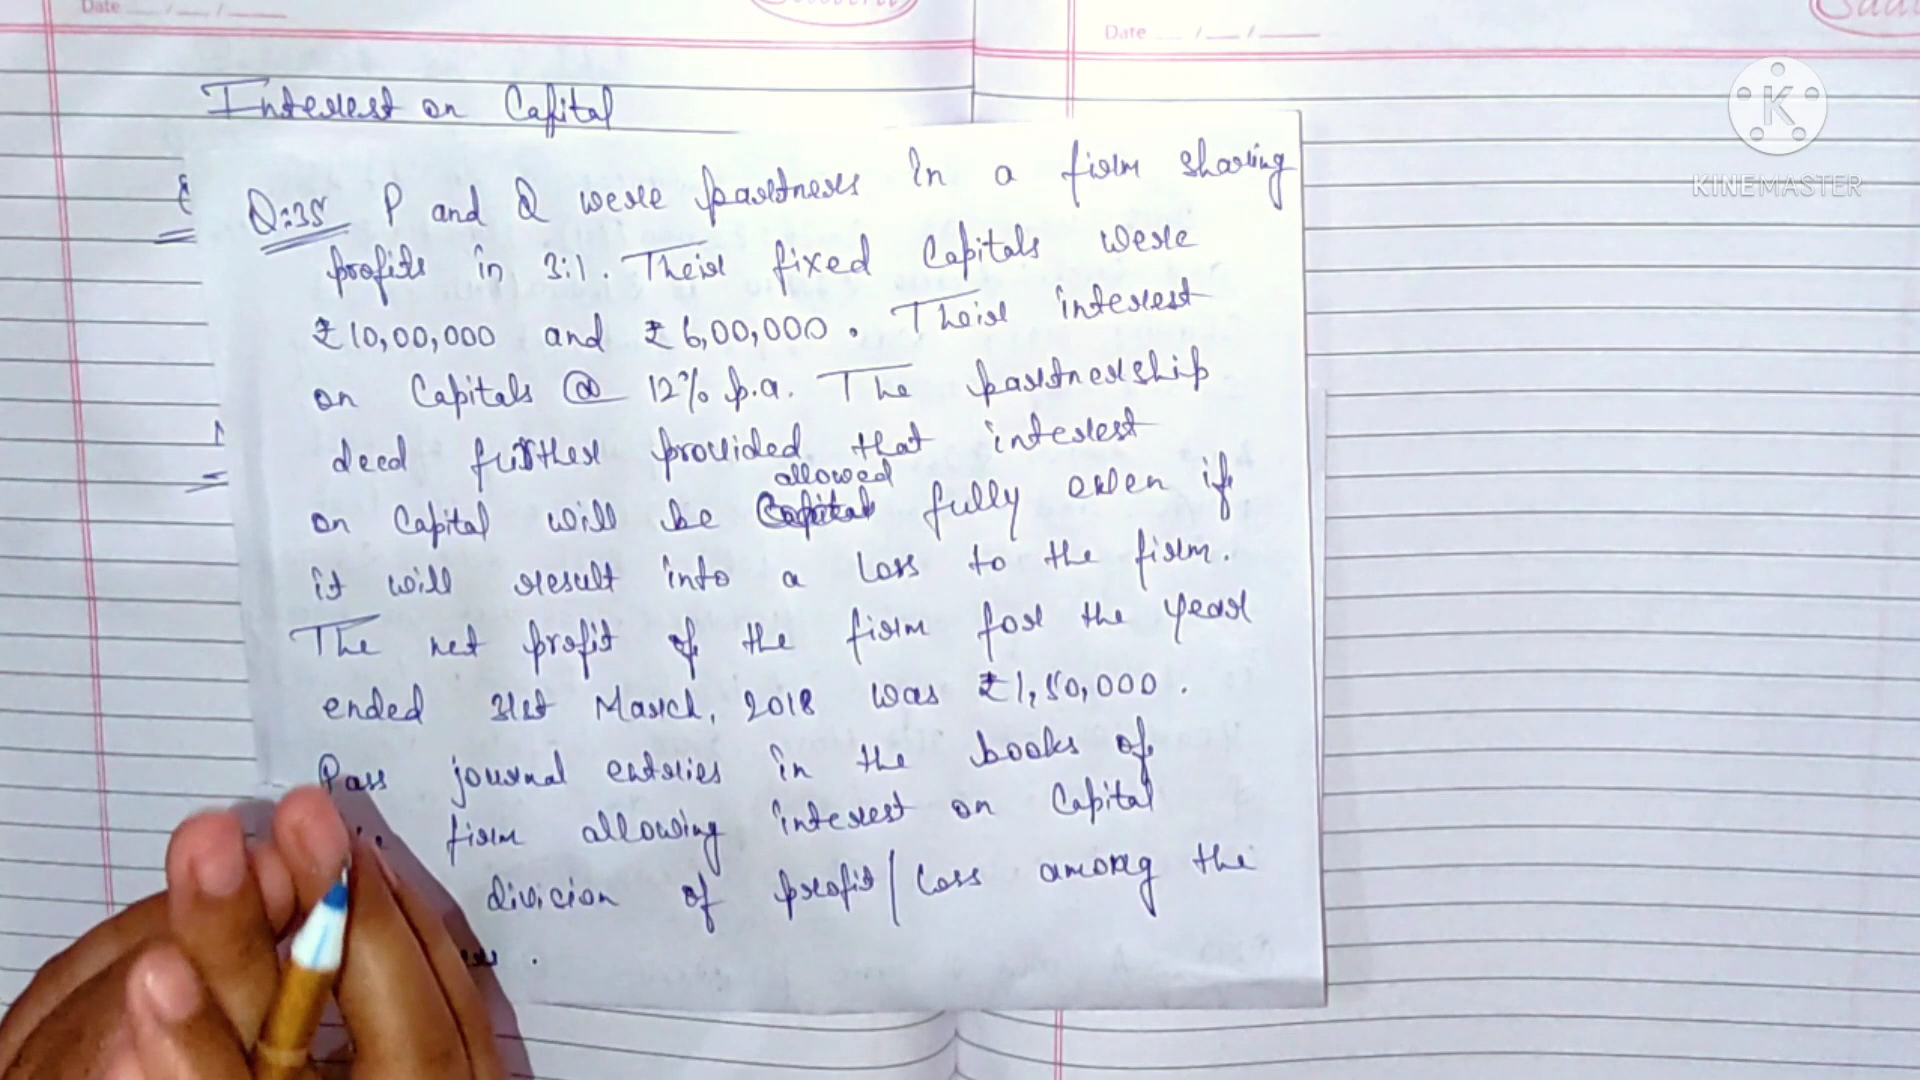 Date
Date
K
KINEMASTER
Interest on Capital
Q:35 P and Q were partners in a firm sharing
profits in 3:1. Their fixed Capitals were
₹10,00,000 and ₹6,00,000. Their interest
on Capitals @ 12% p.a. The partnership
deed further provided that interest
allowed
on Capital will be fully even if
it will result into a loss to the firm.
The net profit of the firm for the year
ended 31st March, 2018 was ₹1,50,000.
Pass journal entries in the books of
firm allowing interest on Capital
division of profit/loss among the